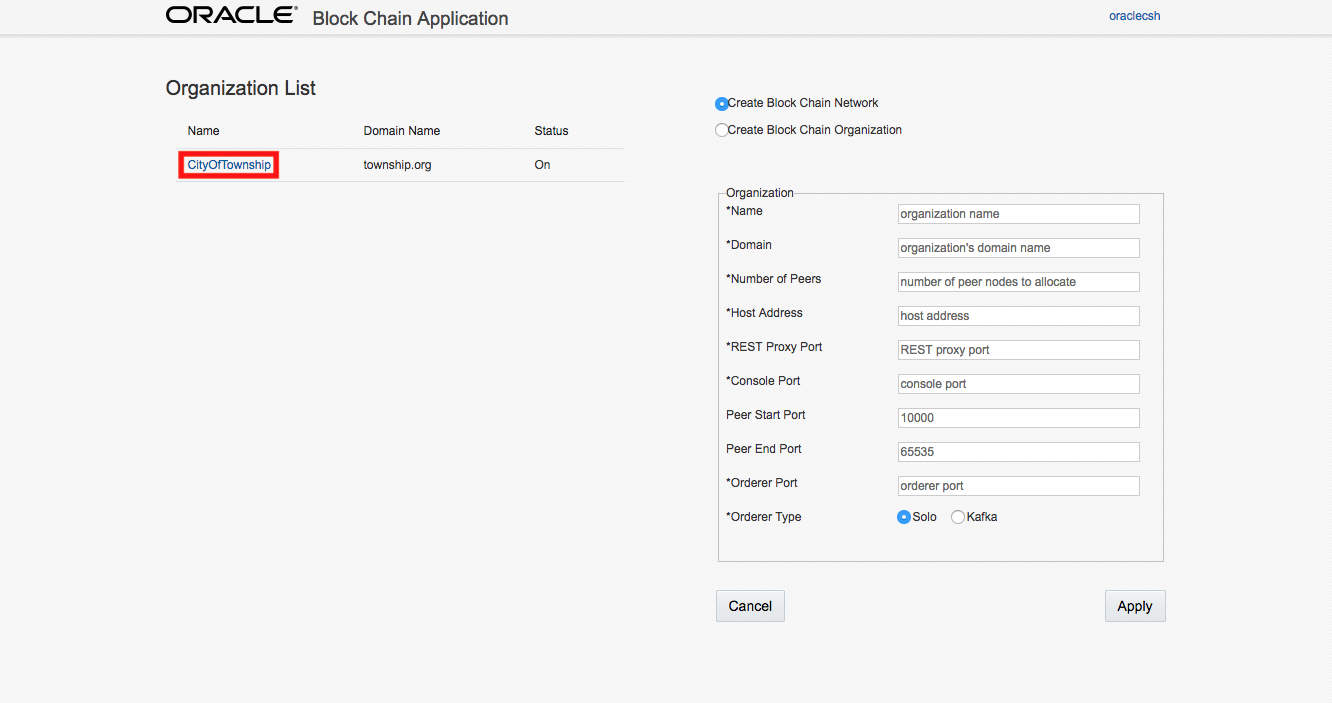 ORACLE® Block Chain Application
oraclecsh
Organization List
Name Domain Name Status
CityOfTownship township.org On
Create Block Chain Network
Create Block Chain Organization
Organization
*Name organization name
*Domain organization's domain name
*Number of Peers number of peer nodes to allocate
*Host Address host address
*REST Proxy Port REST proxy port
*Console Port console port
Peer Start Port 10000
Peer End Port 65535
*Orderer Port orderer port
*Orderer Type Solo Kafka
Cancel Apply